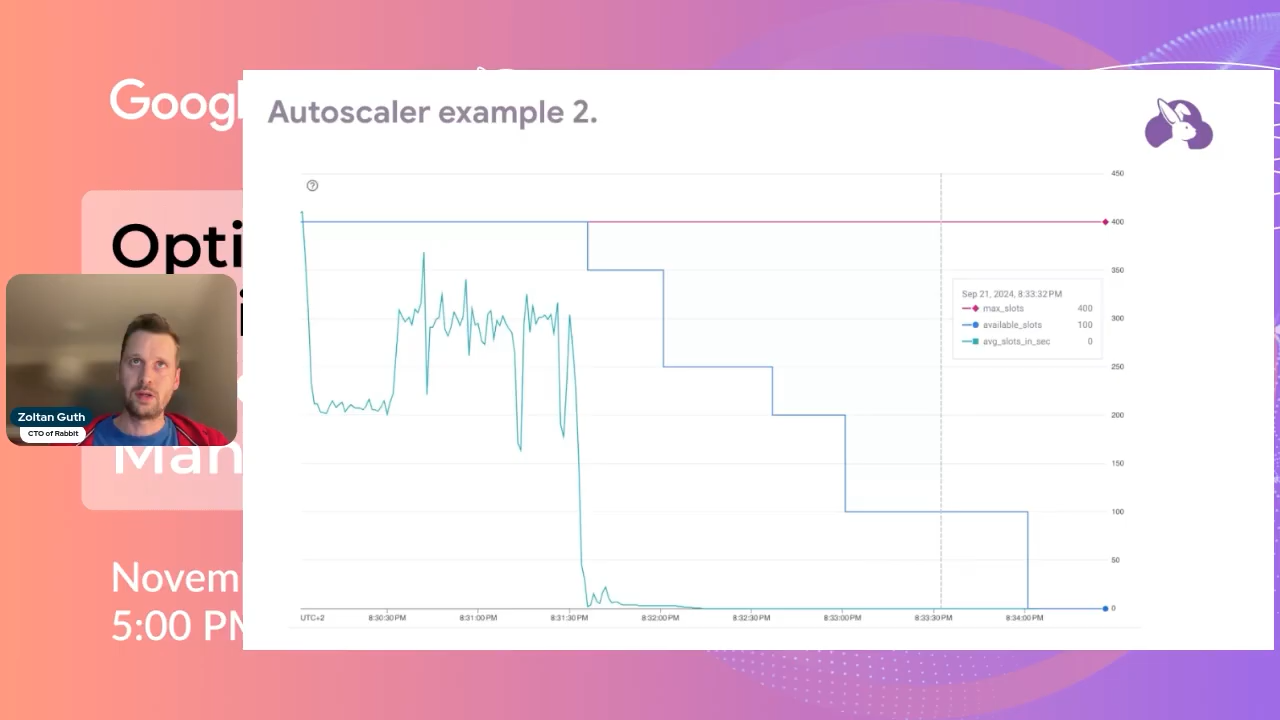 Googl
Opti
Man
Novem
5:00 PM
Zoltan Guth
CTO of Rabbit
Autoscaler example 2.
450
400
350
300
250
200
150
100
50
0
Sep 21, 2024, 8:33:32 PM
max_slots 400
available_slots 100
avg_slots_in_sec 0
UTC+2 8:30:30 PM 8:31:00 PM 8:31:30 PM 8:32:00 PM 8:32:30 PM 8:33:00 PM 8:33:30 PM 8:34:00 PM